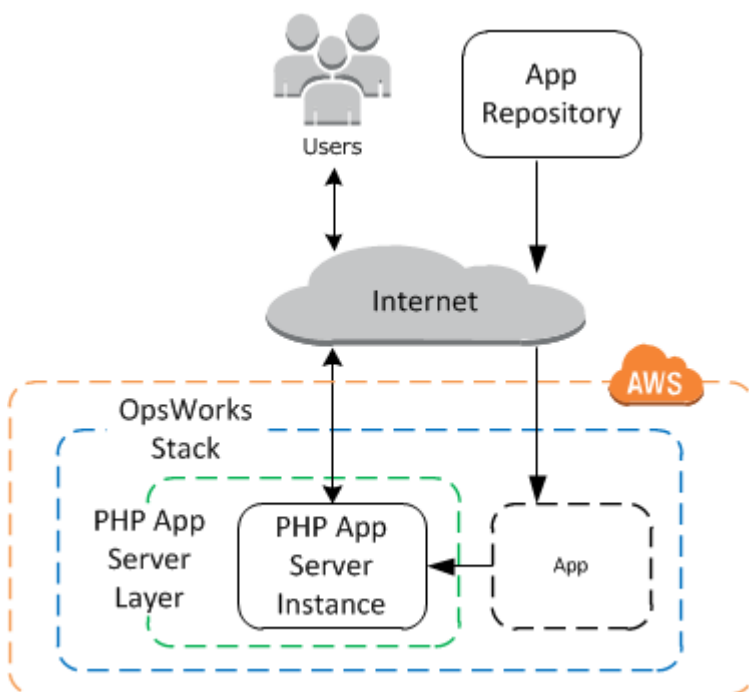 Users
App
Repository
Internet
AWS
OpsWorks
Stack
PHP App
Server
Layer
PHP App
Server
Instance
App